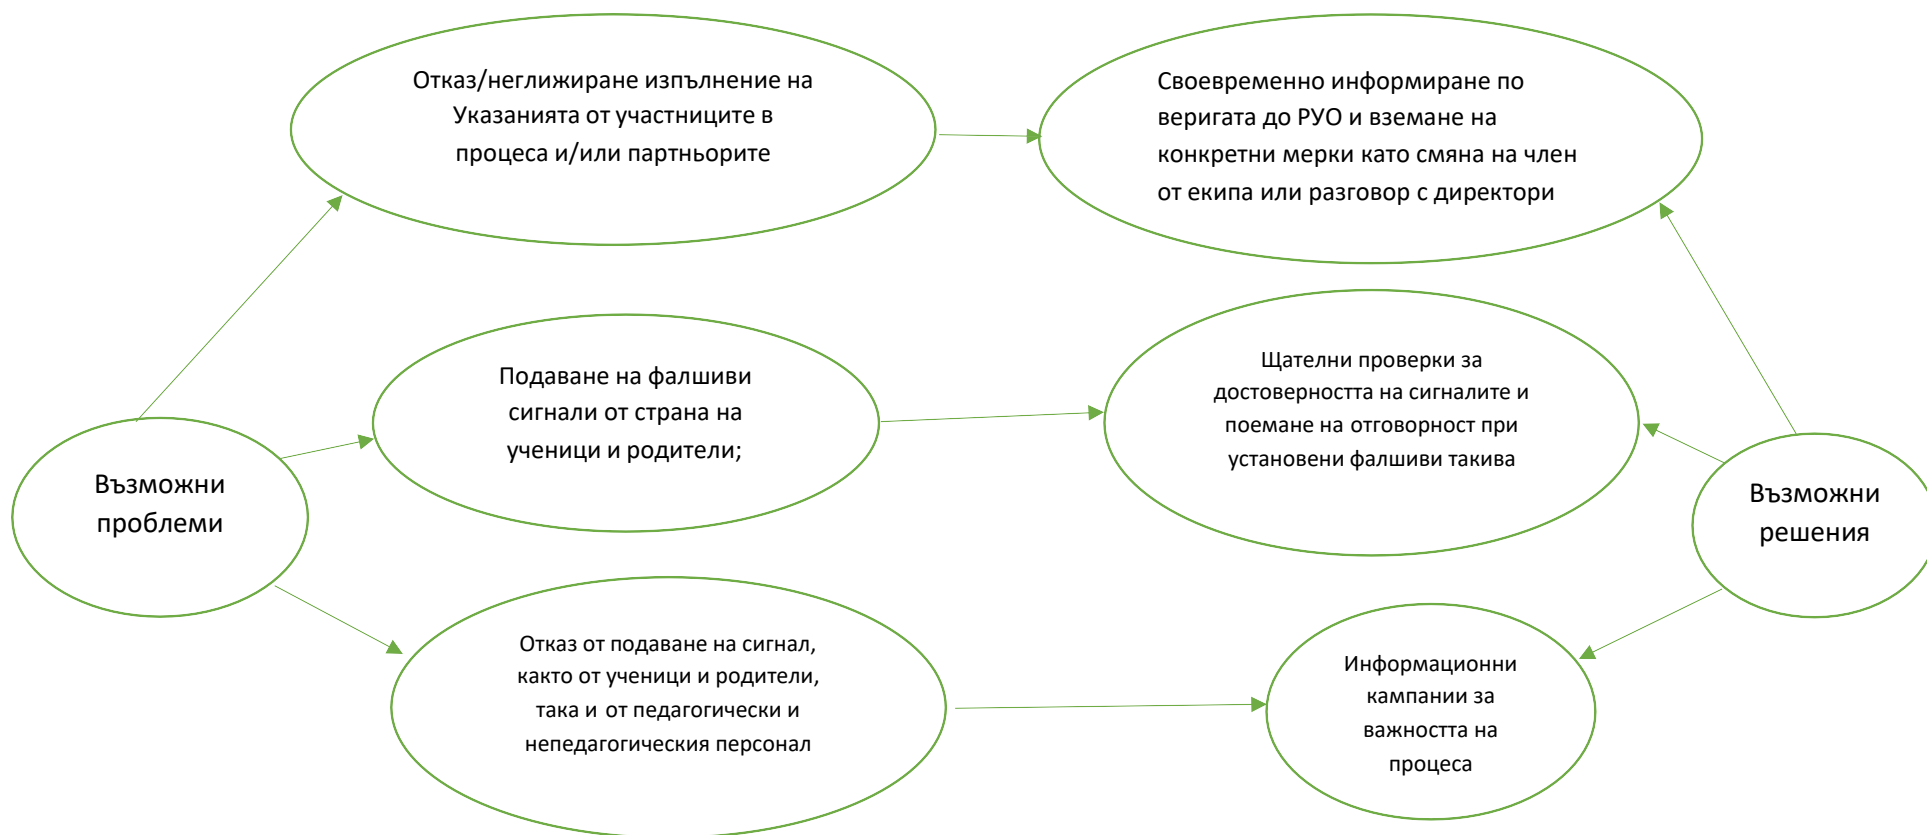 Отказ/неглижиране изпълнение на
Указанията от участниците в
процеса и/или партньорите
Своевременно информиране по
веригата до РУО и вземане на
конкретни мерки като смяна на член
от екипа или разговор с директори
Подаване на фалшиви
сигнали от страна на
ученици и родители;
Щателни проверки за
достоверността на сигналите и
поемане на отговорност при
установени фалшиви такива
Възможни
проблеми
Възможни
решения
Отказ от подаване на сигнал,
както от ученици и родители,
така и от педагогически и
непедагогическия персонал
Информационни
кампании за
важността на
процеса